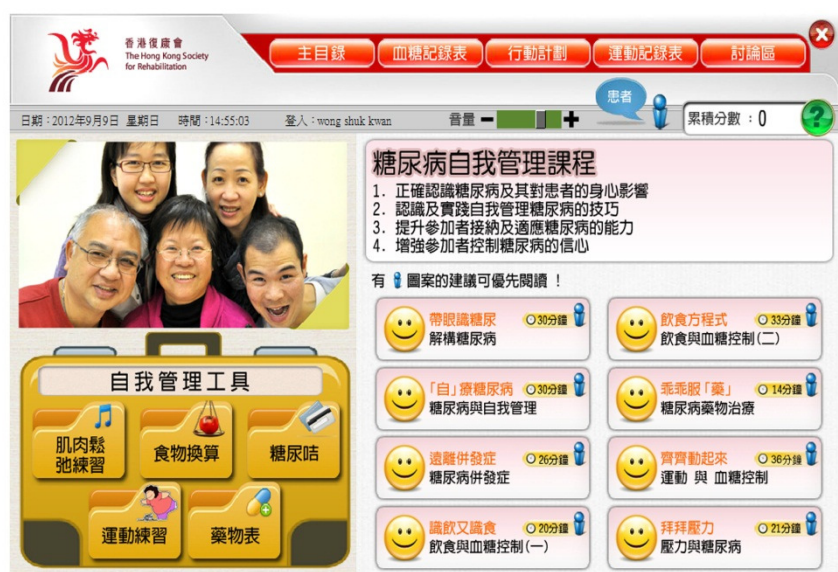 香港復康會
The Hong Kong Society
for Rehabilitation
主目錄
血糖記錄表
行動計劃
運動記錄表
討論區
患者
日期：2012年9月9日 星期日
時間：14:55:03
登入：wong shuk kwan
音量
累積分數：0
?
糖尿病自我管理課程
1. 正確認識糖尿病及其對患者的身心影響
2. 認識及實踐自我管理糖尿病的技巧
3. 提升參加者接納及適應糖尿病的能力
4. 增強參加者控制糖尿病的信心
有 圖案的建議可優先閱讀！
帶眼識糖尿 30分鐘
解構糖尿病
飲食方程式 33分鐘
飲食與血糖控制(二)
「自」療糖尿病 30分鐘
糖尿病與自我管理
乖乖服「藥」 14分鐘
糖尿病藥物治療
遠離併發症 26分鐘
糖尿病併發症
齊齊動起來 36分鐘
運動 與 血糖控制
識飲又識食 20分鐘
飲食與血糖控制(一)
拜拜壓力 21分鐘
壓力與糖尿病
自我管理工具
肌肉鬆
弛練習
食物換算
糖尿咭
運動練習
藥物表